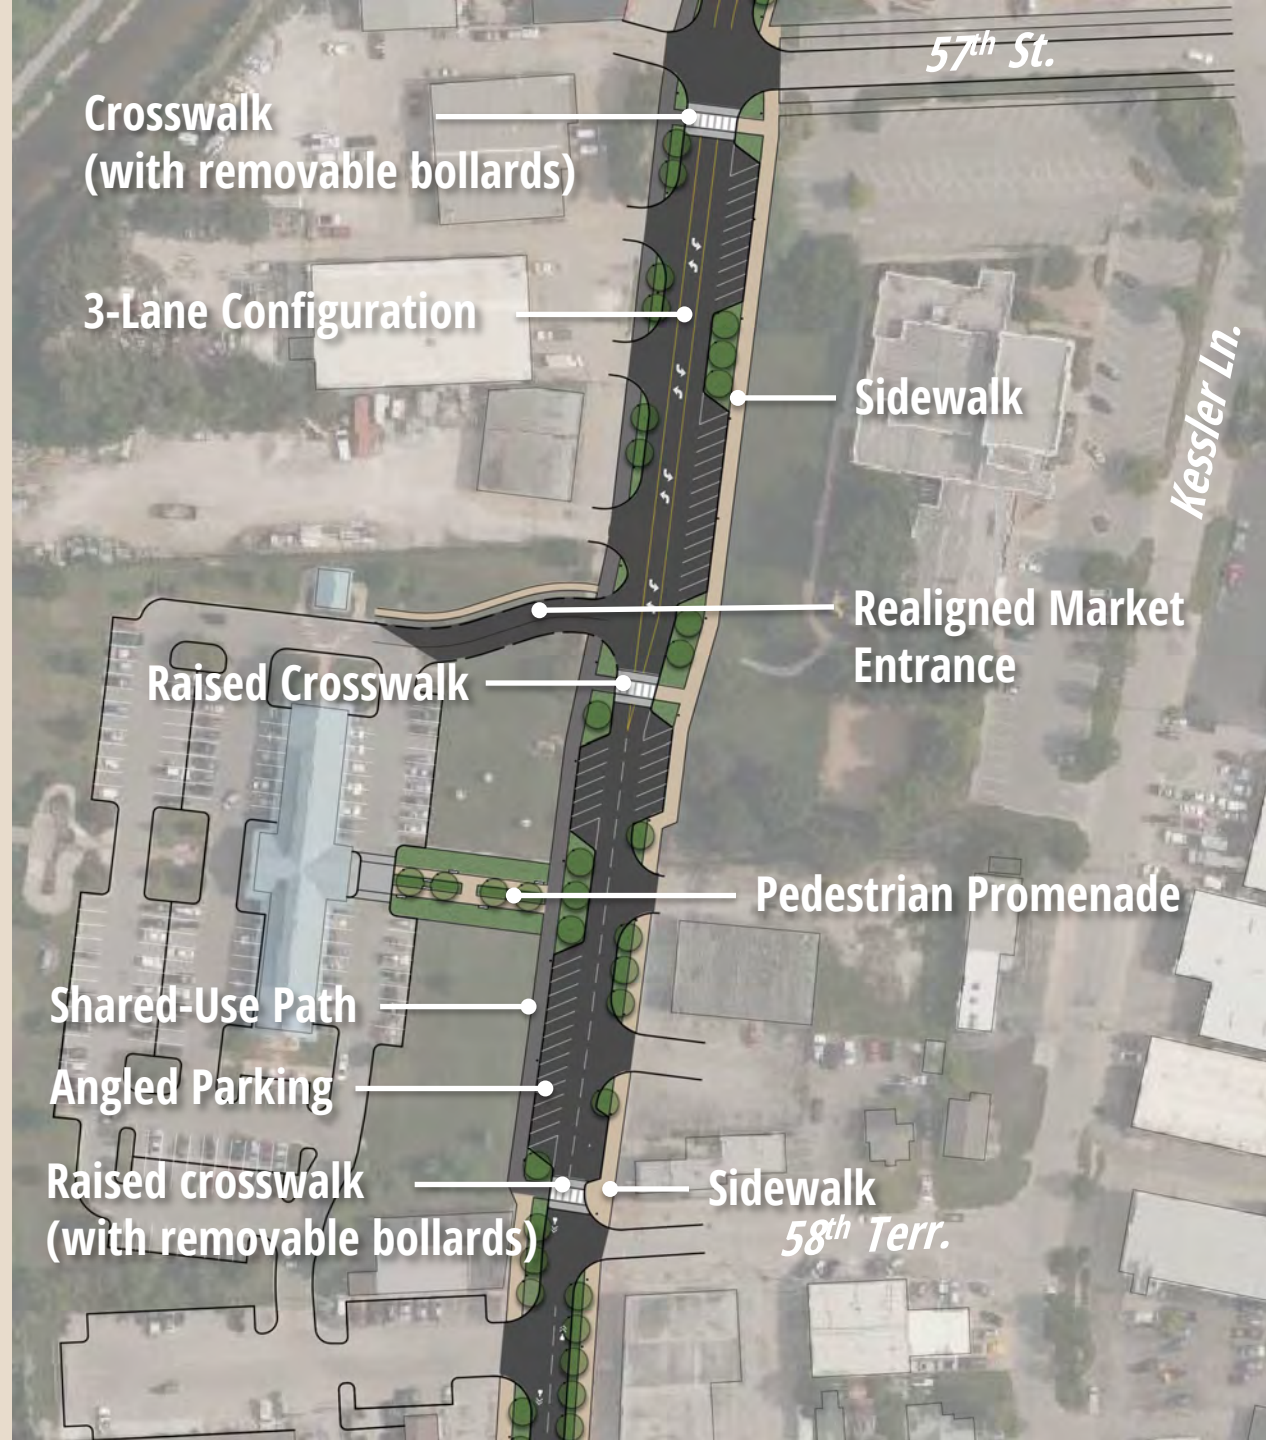 57th St.
Crosswalk
(with removable bollards)
3-Lane Configuration
Sidewalk
Kessler Ln.
Realigned Market
Entrance
Raised Crosswalk
Pedestrian Promenade
Shared-Use Path
Angled Parking
Raised crosswalk
(with removable bollards)
Sidewalk
58th Terr.